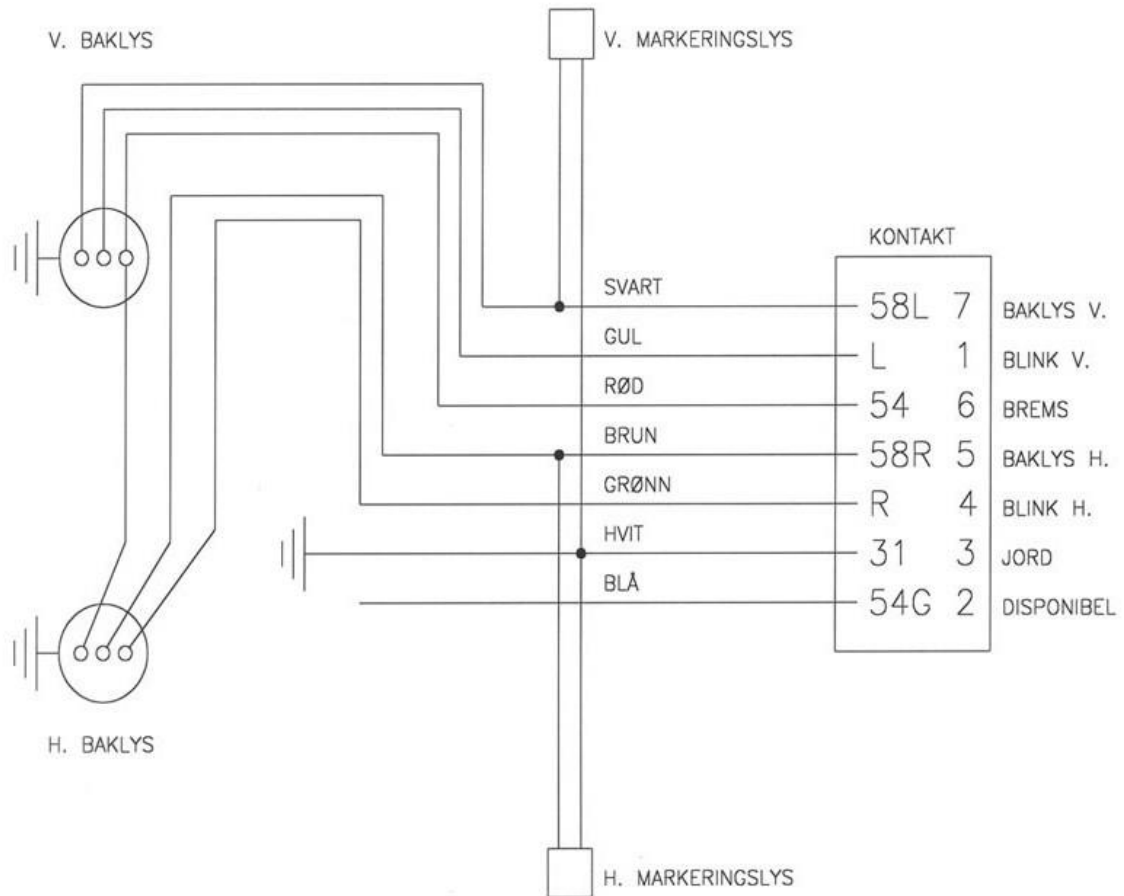 V. BAKLYS
V. MARKERINGSLYS
KONTAKT
SVART
58L 7 BAKLYS V.
GUL
L 1 BLINK V.
RØD
54 6 BREMS
BRUN
58R 5 BAKLYS H.
GRØNN
R 4 BLINK H.
HVIT
31 3 JORD
BLÅ
54G 2 DISPONIBEL
H. BAKLYS
H. MARKERINGSLYS